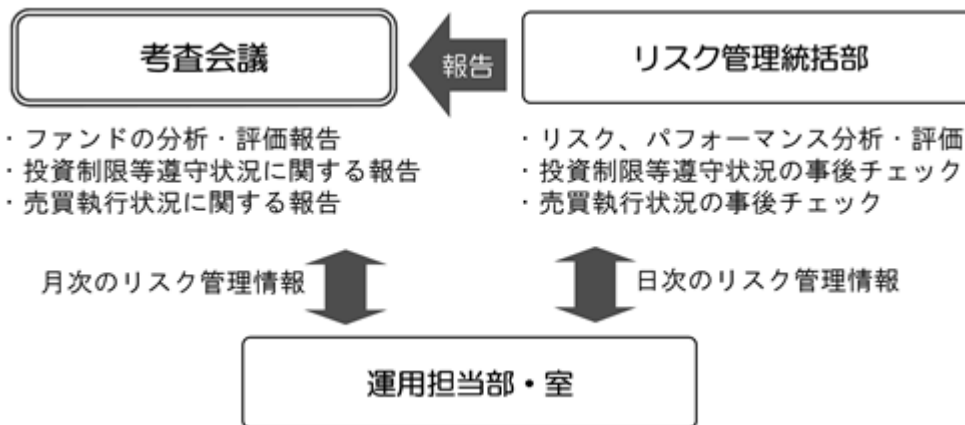 考査会議
報告
リスク管理統括部
・ファンドの分析・評価報告
・投資制限等遵守状況に関する報告
・売買執行状況に関する報告
・リスク、パフォーマンス分析・評価
・投資制限等遵守状況の事後チェック
・売買執行状況の事後チェック
月次のリスク管理情報
日次のリスク管理情報
運用担当部・室